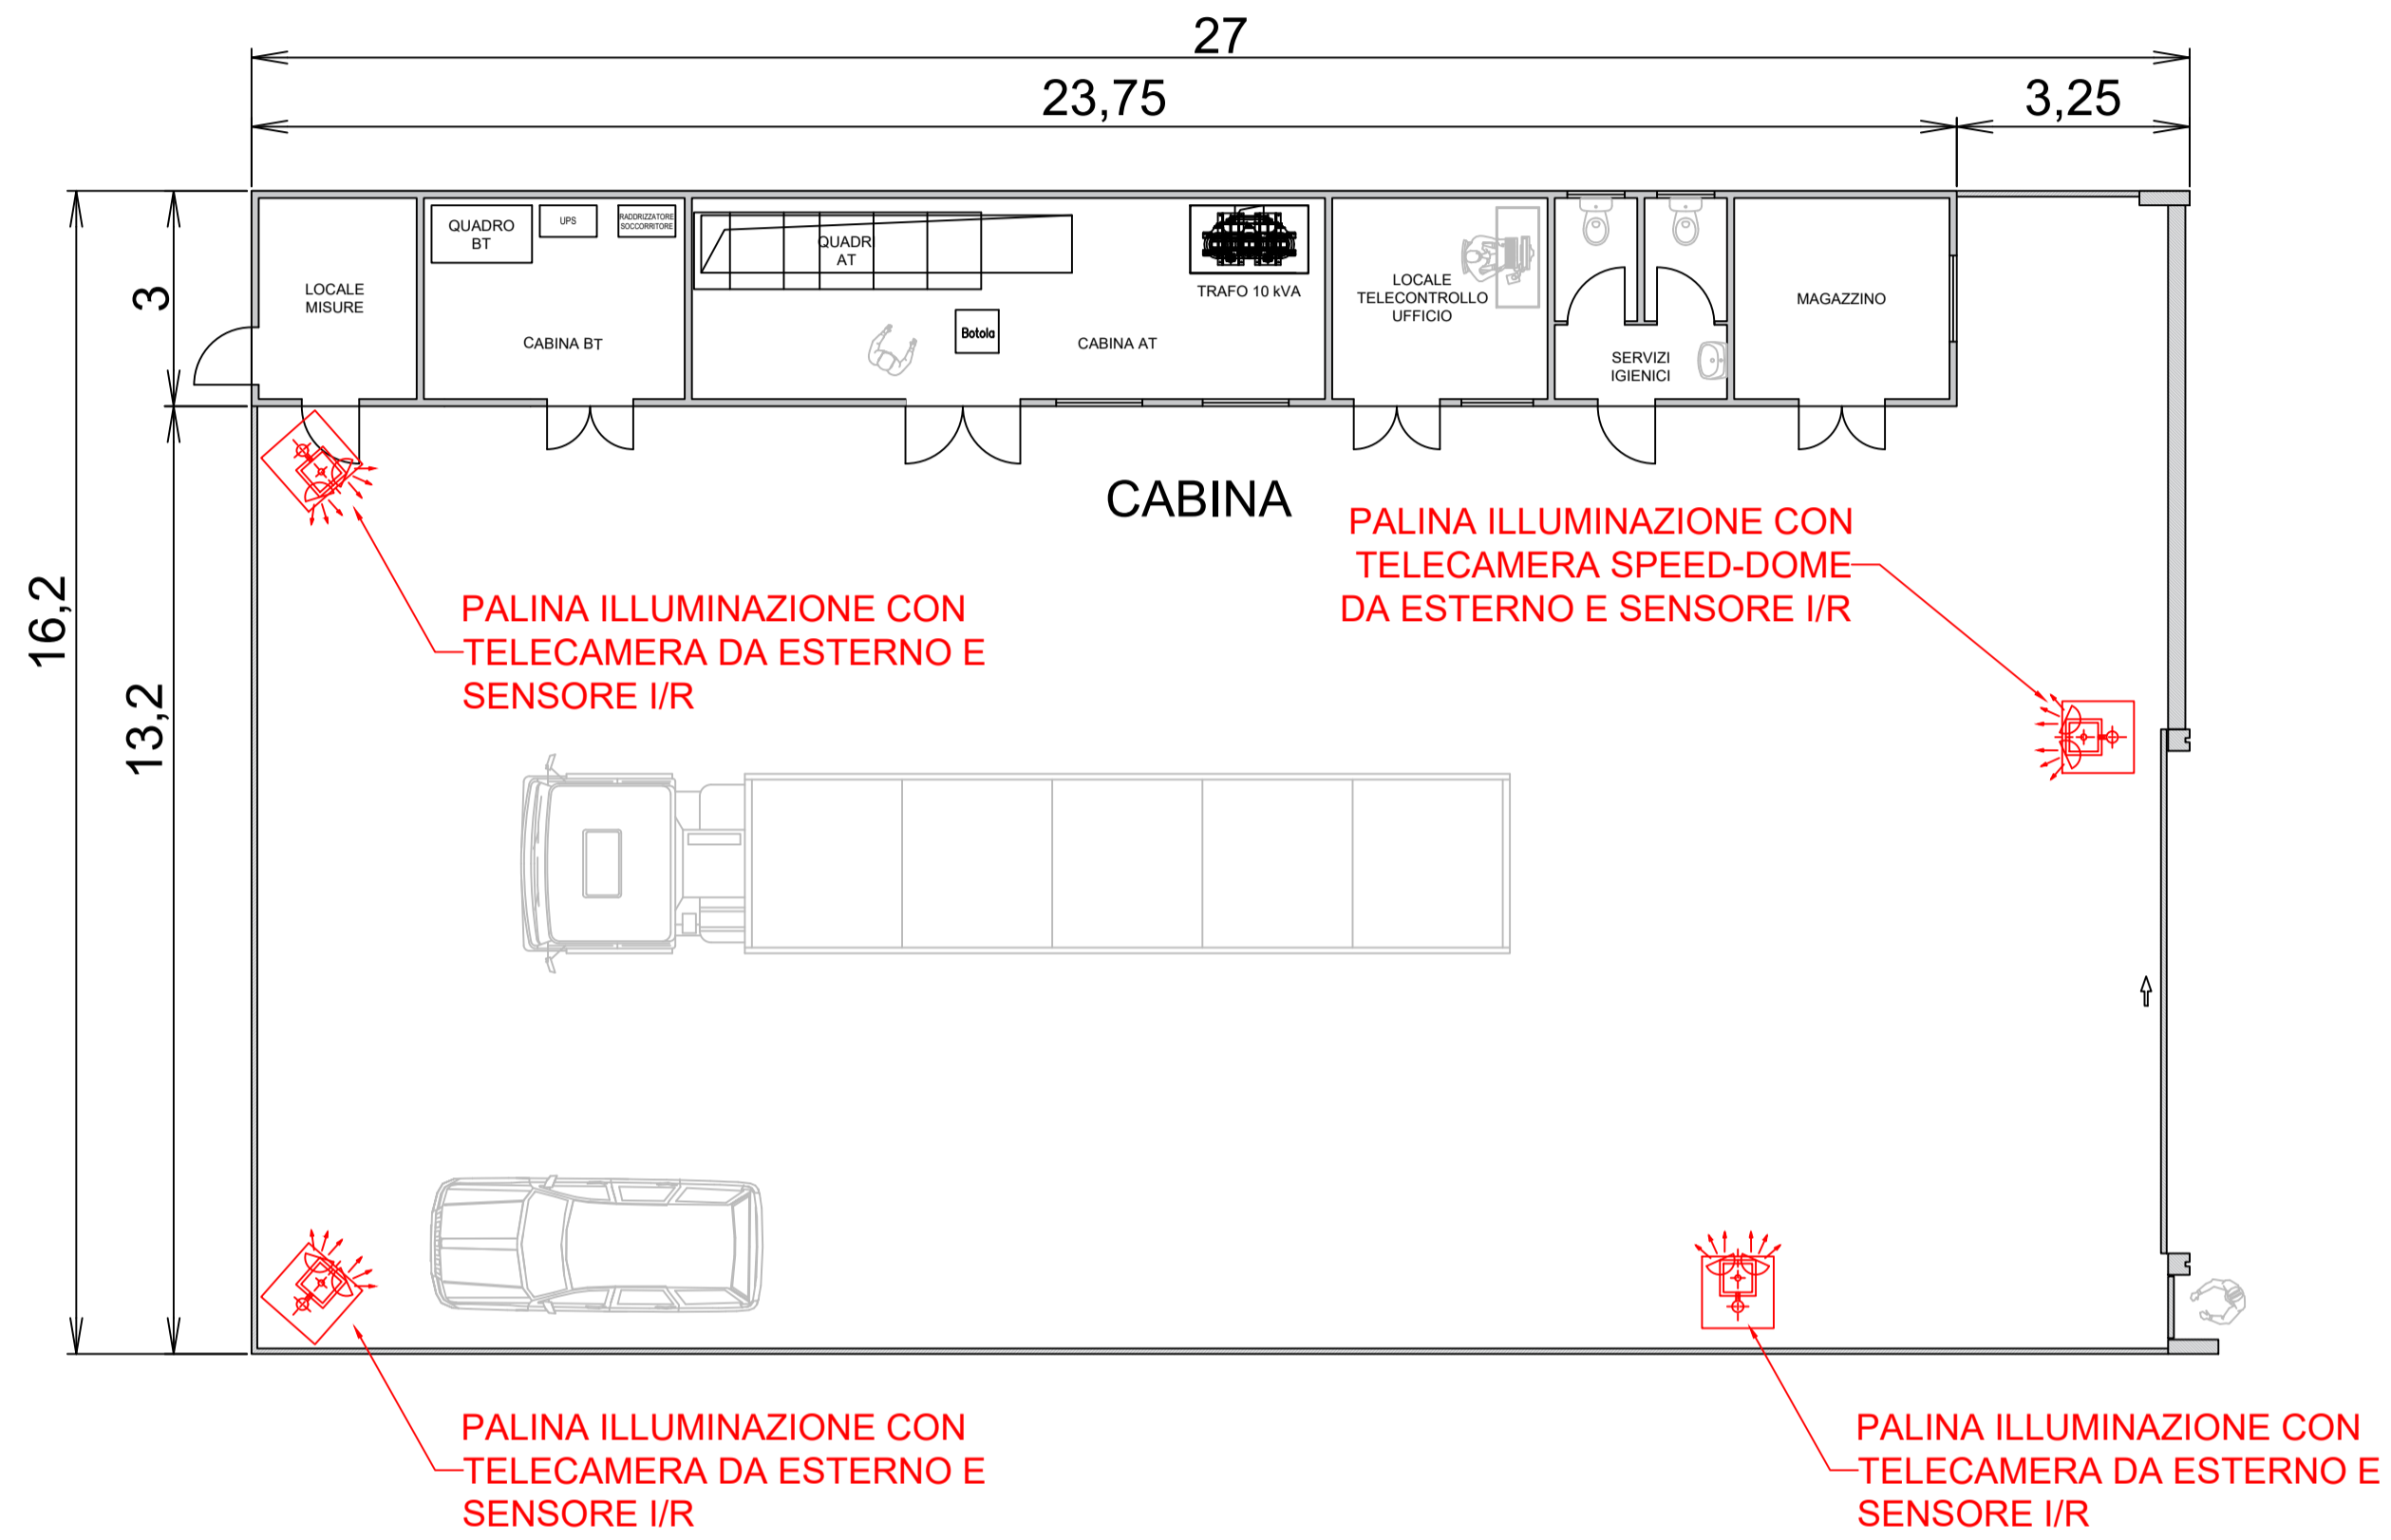 27
23,75
3,25
16,2
3
13,2
QUADRO
BT
UPS
RADDRIZZATORE
SOCCORRITORE
LOCALE
MISURE
CABINA BT
QUADR
AT
Botola
CABINA AT
TRAFO 10 kVA
LOCALE
TELECONTROLLO
UFFICIO
SERVIZI
IGIENICI
MAGAZZINO
CABINA
PALINA ILLUMINAZIONE CON
TELECAMERA SPEED-DOME
DA ESTERNO E SENSORE I/R
PALINA ILLUMINAZIONE CON
TELECAMERA DA ESTERNO E
SENSORE I/R
PALINA ILLUMINAZIONE CON
TELECAMERA DA ESTERNO E
SENSORE I/R
PALINA ILLUMINAZIONE CON
TELECAMERA DA ESTERNO E
SENSORE I/R